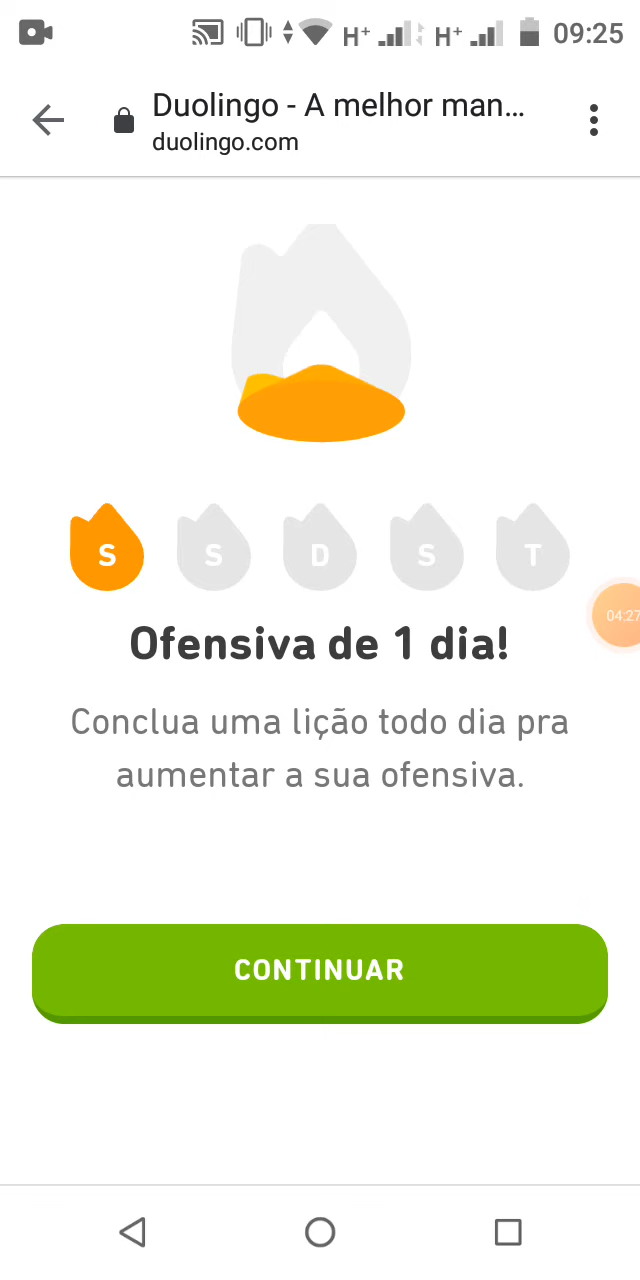 H+ H+ 09:25
Duolingo - A melhor man...
duolingo.com
S S D S T
Ofensiva de 1 dia!
04:27
Conclua uma lição todo dia pra
aumentar a sua ofensiva.
CONTINUAR